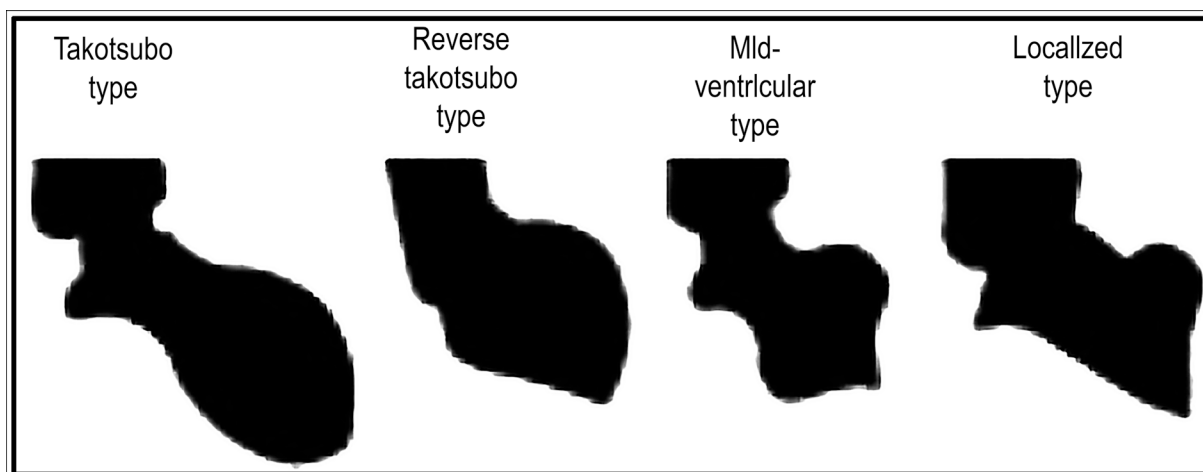 Takotsubo
type
Reverse
takotsubo
type
Mld-
ventrlcular
type
Locallzed
type